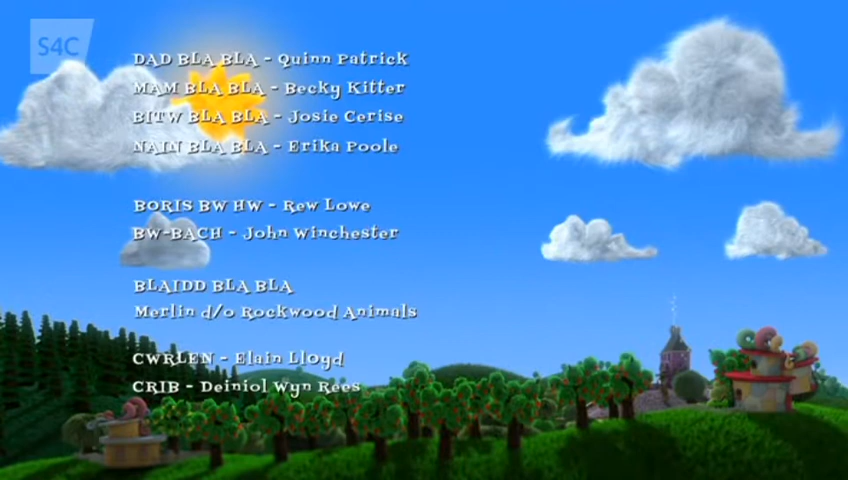 S4C
DAD BLA BLA - Quinn Patrick
MAM BLA BLA - Becky Kitter
BITW BLA BLA - Josie Cerise
NAIN BLA BLA - Erika Poole
BORIS BW HW - Rew Lowe
BW-BACH - John Winchester
BLAIDD BLA BLA
Merlin d/o Rockwood Animals
CWRLEN - Elain Lloyd
CRIB - Deiniol Wyn Rees